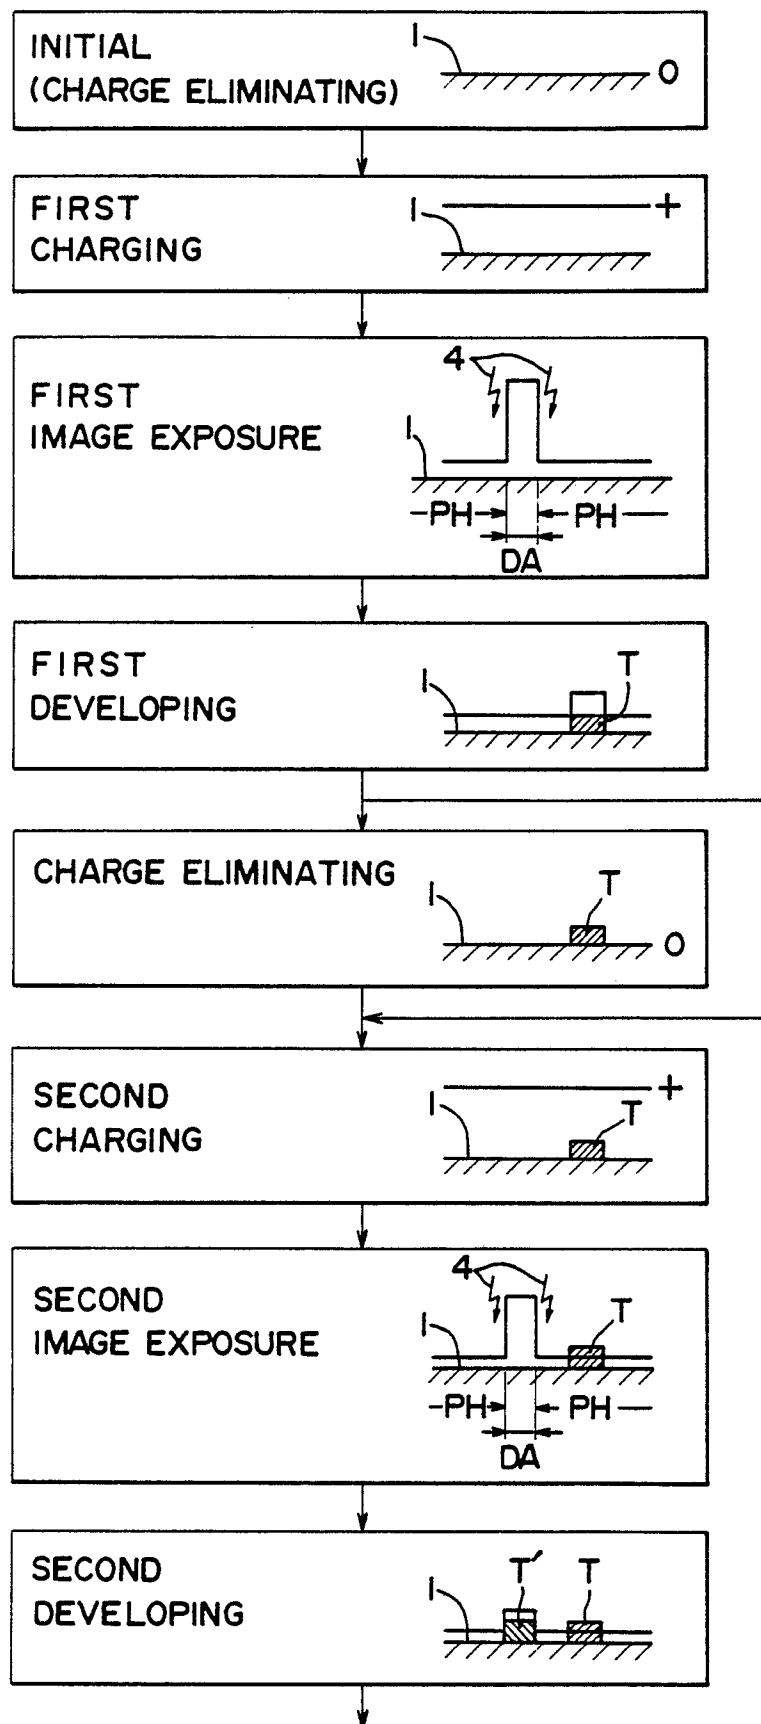 INITIAL
(CHARGE ELIMINATING)
1
0
FIRST
CHARGING
1
+
FIRST
IMAGE EXPOSURE
4
1
PH
PH
DA
FIRST
DEVELOPING
1
T
CHARGE ELIMINATING
1
T
0
SECOND
CHARGING
1
+
T
SECOND
IMAGE EXPOSURE
4
1
T
PH
PH
DA
SECOND
DEVELOPING
1
T′
T